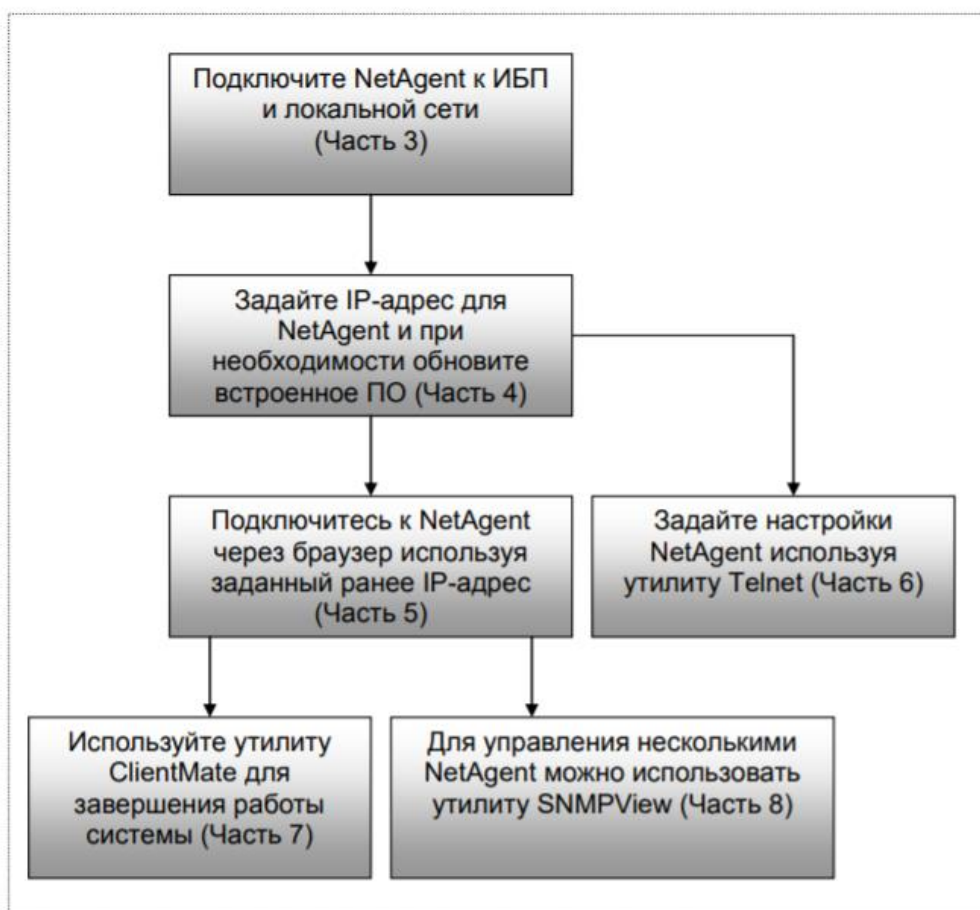 Подключите NetAgent к ИБП
и локальной сети
(Часть 3)
Задайте IP-адрес для
NetAgent и при
необходимости обновите
встроенное ПО (Часть 4)
Подключитесь к NetAgent
через браузер используя
заданный ранее IP-адрес
(Часть 5)
Задайте настройки
NetAgent используя
утилиту Telnet (Часть 6)
Используйте утилиту
ClientMate для
завершения работы
системы (Часть 7)
Для управления несколькими
NetAgent можно использовать
утилиту SNMPView (Часть 8)